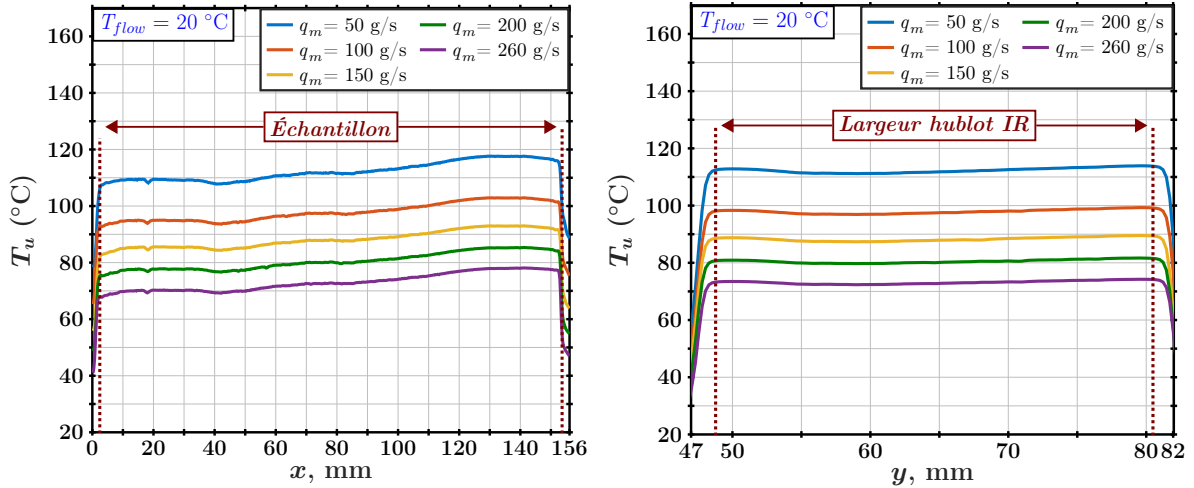 T_flow = 20 °C
q_m= 50 g/s
q_m= 100 g/s
q_m= 150 g/s
q_m= 200 g/s
q_m= 260 g/s
Échantillon
T_u (°C)
160
140
120
100
80
60
40
20
0 20 40 60 80 100 120 140 156
x, mm
T_flow = 20 °C
q_m= 50 g/s
q_m= 100 g/s
q_m= 150 g/s
q_m= 200 g/s
q_m= 260 g/s
Largeur hublot IR
T_u (°C)
160
140
120
100
80
60
40
20
47 50 60 70 80 82
y, mm